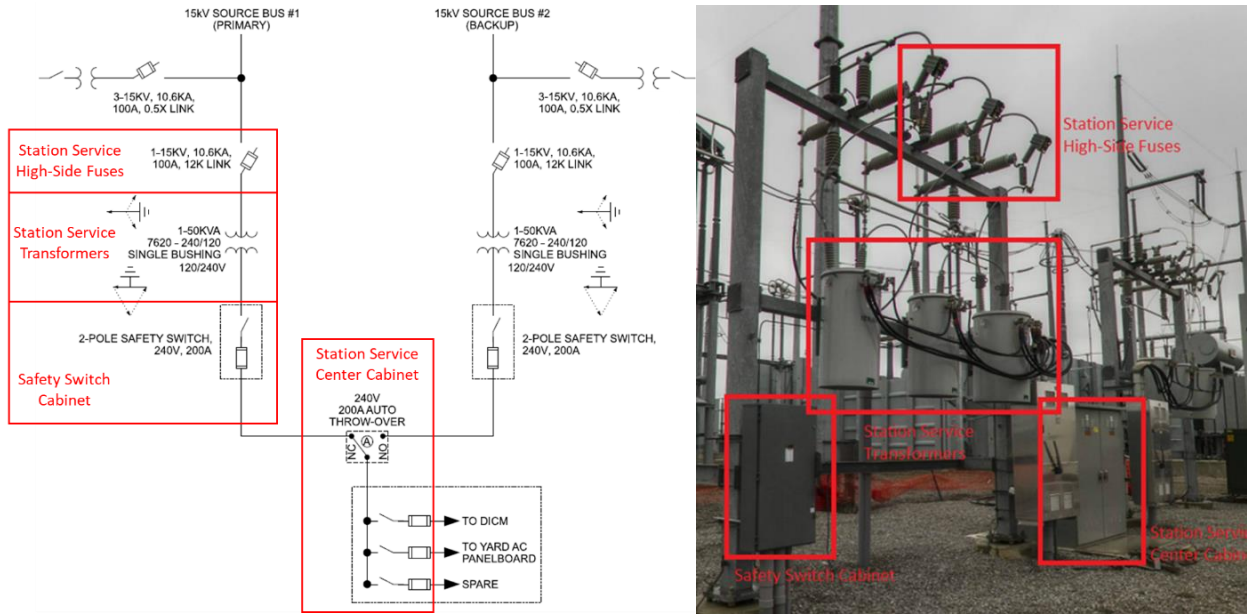 15kV SOURCE BUS #1
(PRIMARY)
15kV SOURCE BUS #2
(BACKUP)
3-15KV, 10.6KA,
100A, 0.5X LINK
3-15KV, 10.6KA,
100A, 0.5X LINK
Station Service
High-Side Fuses
1-15KV, 10.6KA,
100A, 12K LINK
1-15KV, 10.6KA,
100A, 12K LINK
Station Service
Transformers
1-50KVA
7620 - 240/120
SINGLE BUSHING
120/240V
1-50KVA
7620 - 240/120
SINGLE BUSHING
120/240V
2-POLE SAFETY SWITCH,
240V, 200A
2-POLE SAFETY SWITCH,
240V, 200A
Safety Switch
Cabinet
Station Service
Center Cabinet
240V
200A AUTO
THROW-OVER
NC
A
NO
TO DICM
TO YARD AC
PANELBOARD
SPARE
Station Service
High-Side Fuses
Station Service
Transformers
Safety Switch Cabinet
Station Servic
Center Cabin